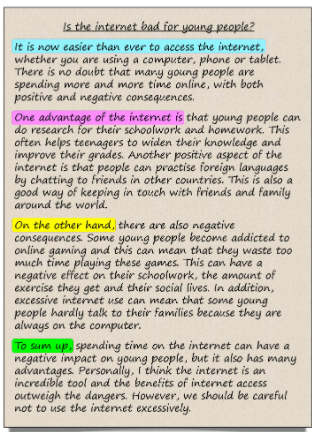 Is the internet bad for young people?
It is now easier than ever to access the internet,
whether you are using a computer, phone or tablet.
There is no doubt that many young people are
spending more and more time online, with both
positive and negative consequences.
One advantage of the internet is that young people can
do research for their schoolwork and homework. This
often helps teenagers to widen their knowledge and
improve their grades. Another positive aspect of the
internet is that people can practise foreign languages
by chatting to friends in other countries. This is also a
good way of keeping in touch with friends and family
around the world.
On the other hand, there are also negative
consequences. Some young people become addicted to
online gaming and this can mean that they waste too
much time playing these games. This can have a
negative effect on their schoolwork, the amount of
exercise they get and their social lives. In addition,
excessive internet use can mean that some young
people hardly talk to their families because they are
always on the computer.
To sum up, spending time on the internet can have a
negative impact on young people, but it also has many
advantages. Personally, I think the internet is an
incredible tool and the benefits of internet access
outweigh the dangers. However, we should be careful
not to use the internet excessively.